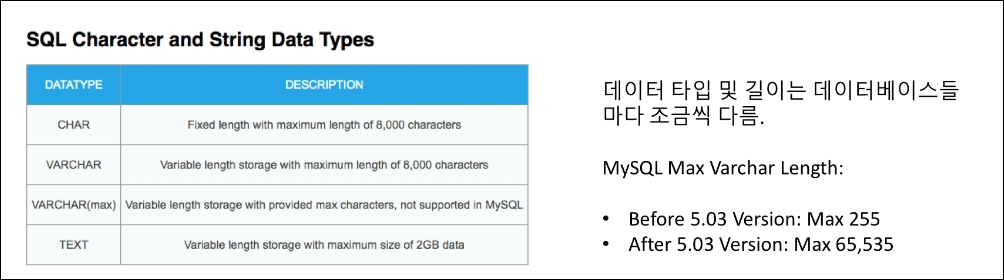 SQL Character and String Data Types
DATATYPE DESCRIPTION
CHAR Fixed length with maximum length of 8,000 characters
VARCHAR Variable length storage with maximum length of 8,000 characters
VARCHAR(max) Variable length storage with provided max characters, not supported in MySQL
TEXT Variable length storage with maximum size of 2GB data
데이터 타입 및 길이는 데이터베이스들
마다 조금씩 다름.
MySQL Max Varchar Length:
• Before 5.03 Version: Max 255
• After 5.03 Version: Max 65,535